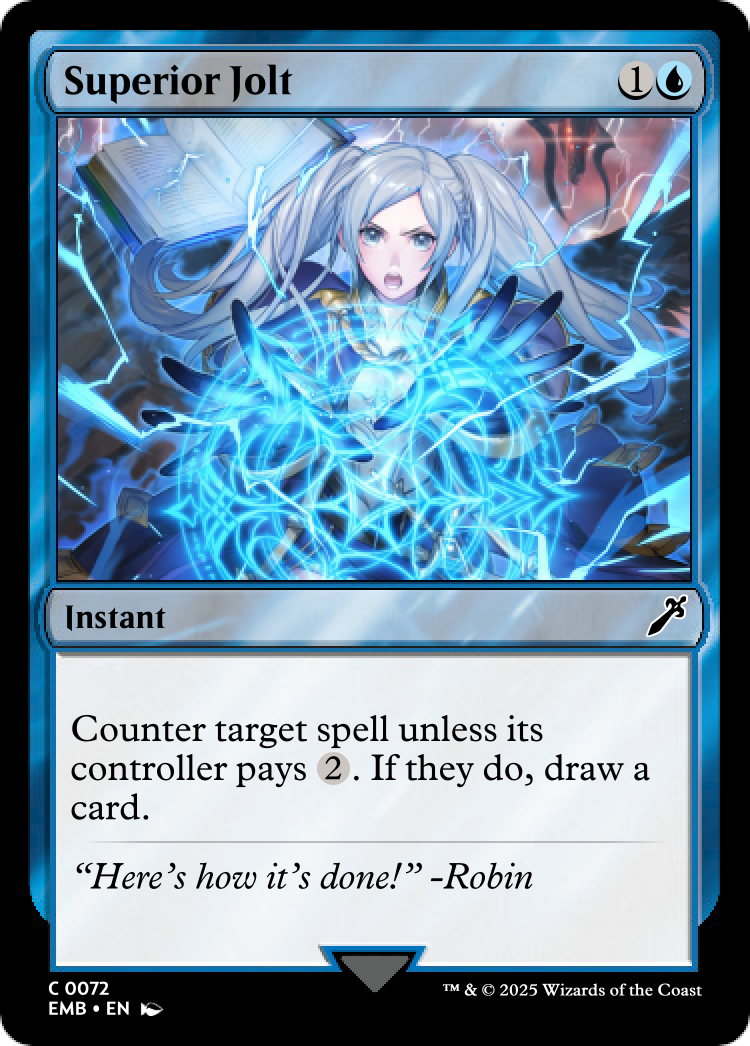 Superior Jolt 1
Instant
Counter target spell unless its
controller pays 2. If they do, draw a
card.
“Here’s how it’s done!” -Robin
C 0072
EMB • EN
™ & © 2025 Wizards of the Coast